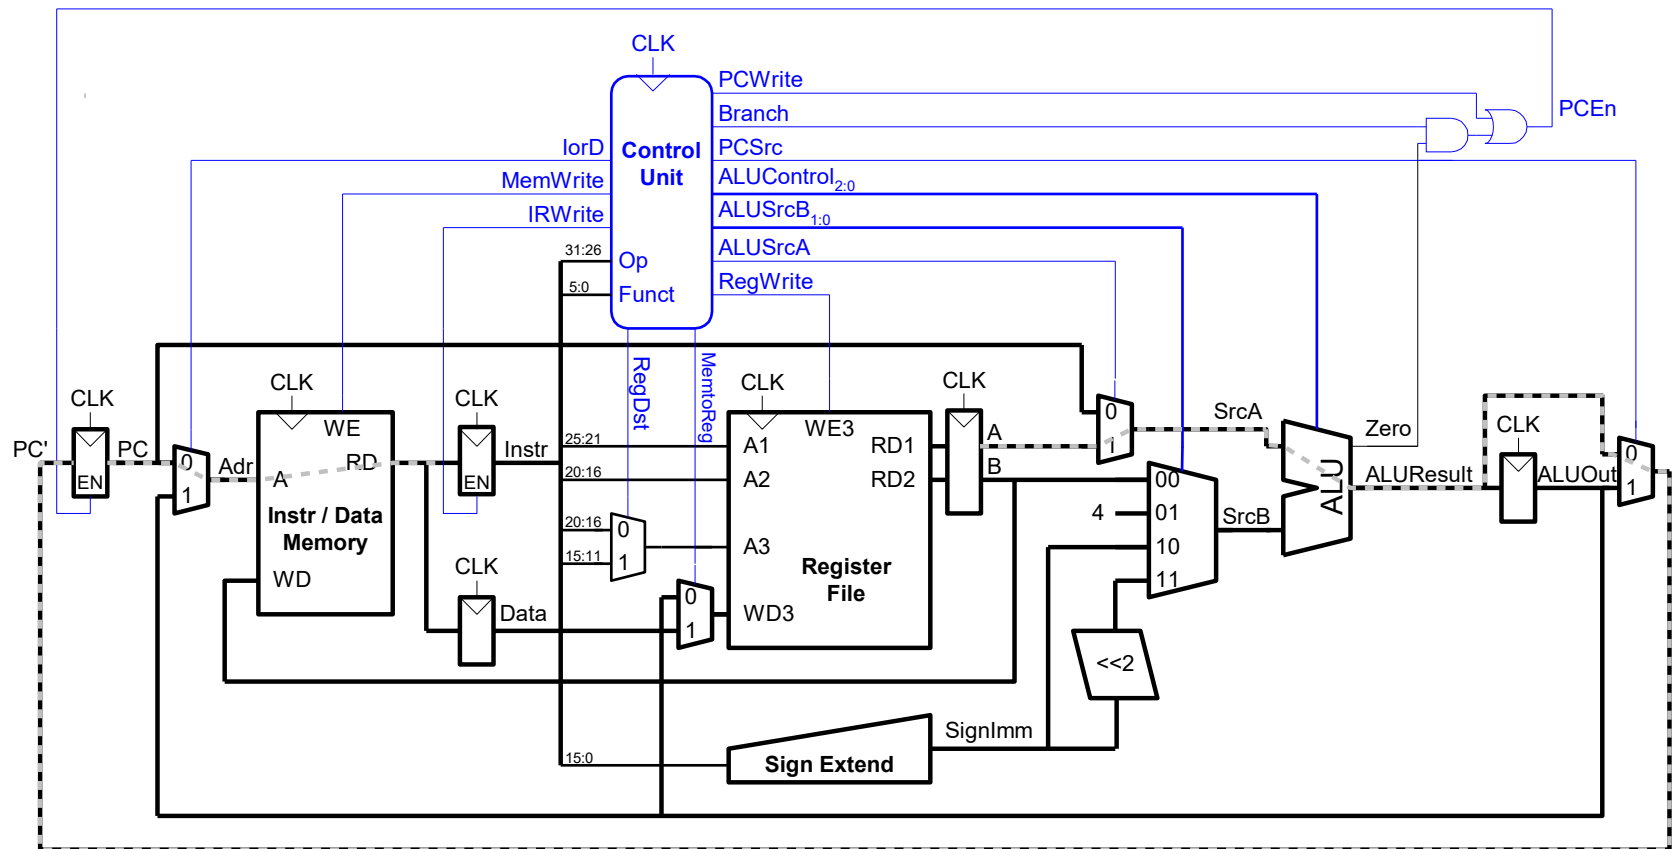 CLK
PCWrite
Branch
PCEn
IorD
Control
Unit
PCSrc
MemWrite
ALUControl2:0
IRWrite
ALUSrcB1:0
31:26
Op
ALUSrcA
5:0
Funct
RegWrite
RegDst
MemtoReg
CLK
CLK
CLK
CLK
CLK
CLK
PC'
PC
EN
0
1
Adr
WE
A
RD
Instr / Data
Memory
WD
EN
Instr
CLK
Data
25:21
20:16
20:16
15:11
0
1
0
1
A1
A2
A3
WD3
WE3
RD1
RD2
Register
File
A
B
0
1
SrcA
4
00
01
10
11
SrcB
<<2
ALU
Zero
ALUResult
ALUOut
0
1
SignImm
15:0
Sign Extend